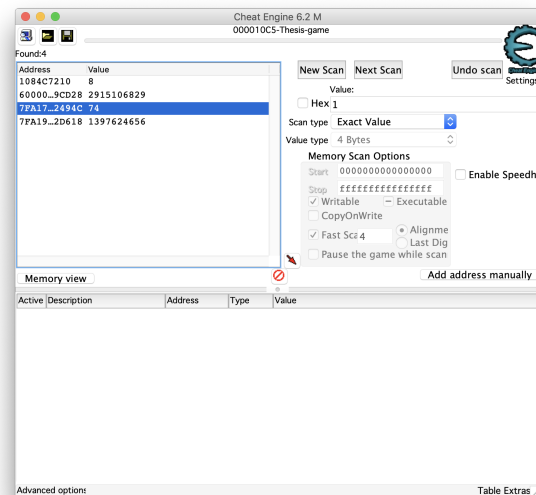 Cheat Engine 6.2 M
000010C5-Thesis-game
Found:4
Address Value
1084C7210 8
60000…9CD28 2915106829
7FA17…2494C 74
7FA19…2D618 1397624656
New Scan Next Scan Undo scan
Settings
Value:
Hex 1
Scan type Exact Value
Value type 4 Bytes
Memory Scan Options
Start 0000000000000000
Stop ffffffffffffffff
Enable Speedh
Writable Executable
CopyOnWrite
Fast Sca 4 Alignme
Last Dig
Pause the game while scan
Memory view Add address manually
Active Description Address Type Value
Advanced options Table Extras